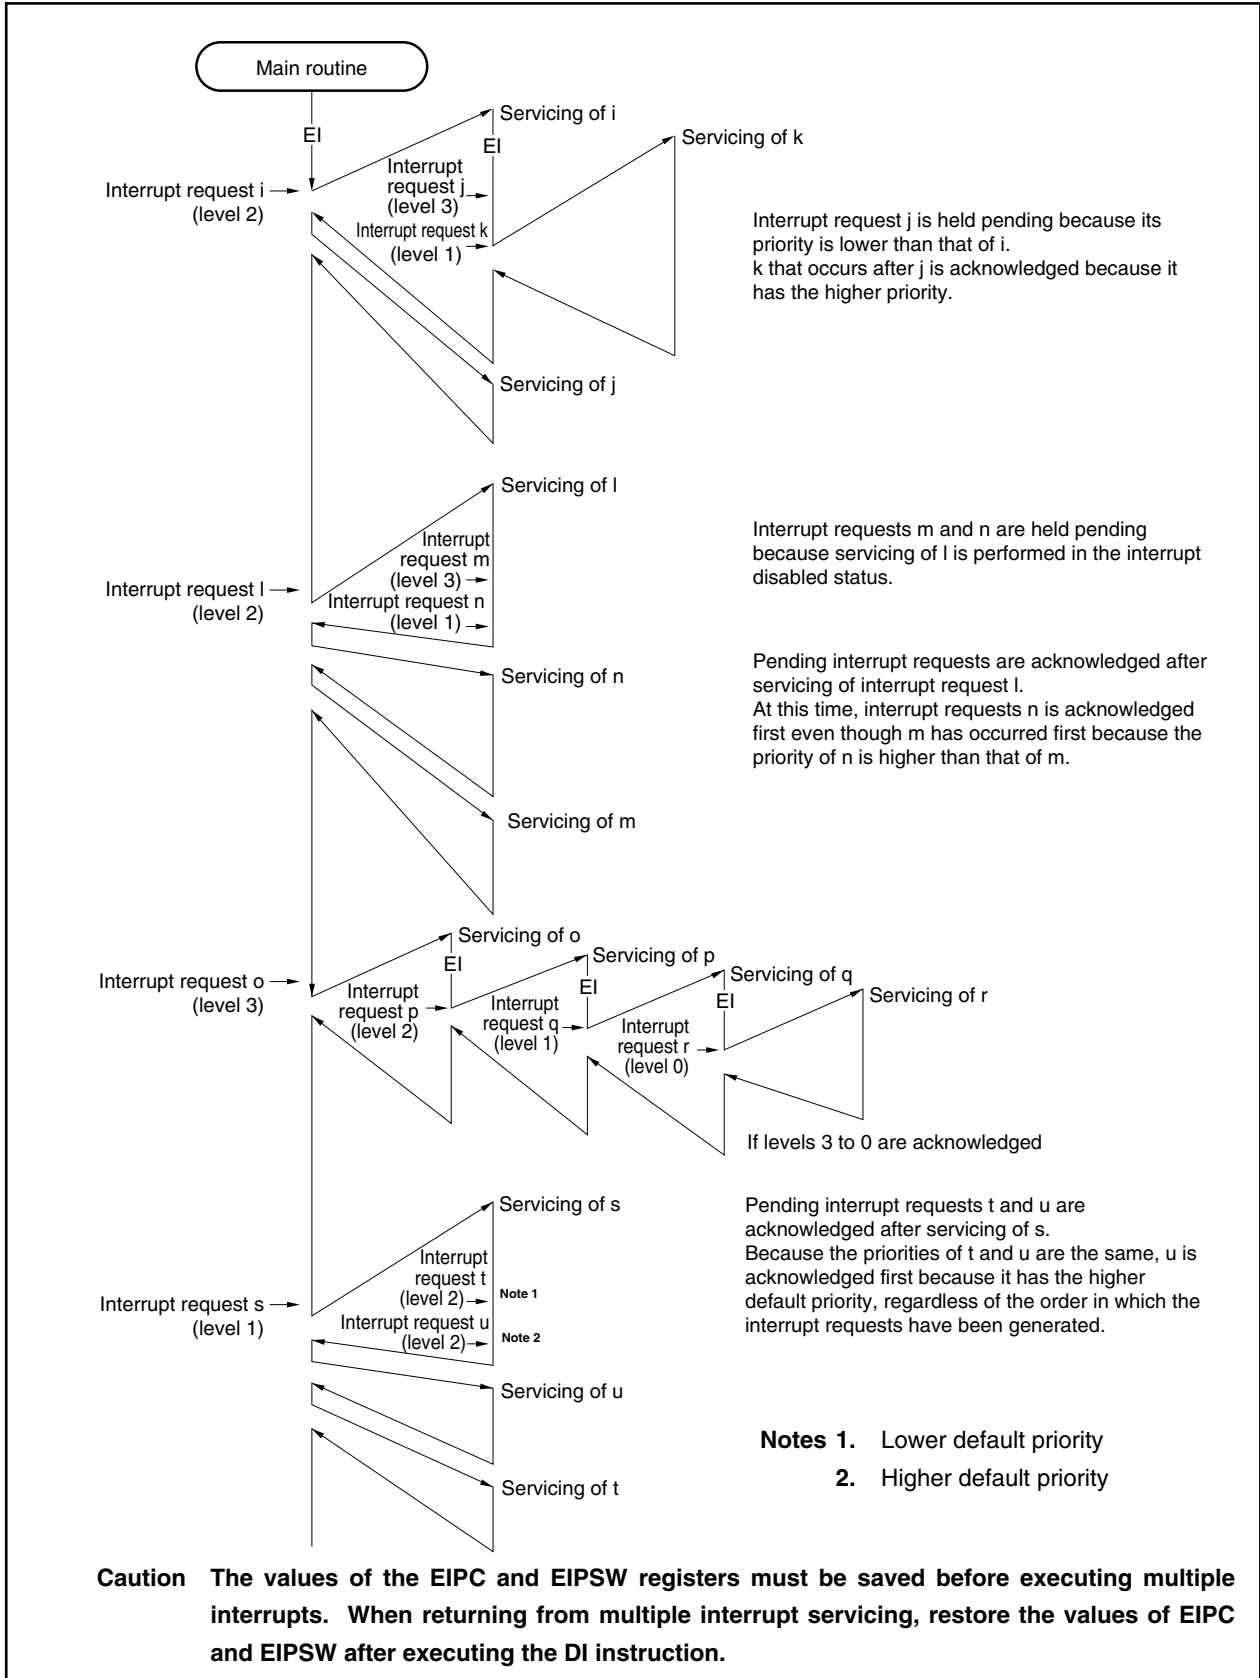 Main routine
EI
Servicing of i
EI
Servicing of k
Interrupt request i
(level 2)
Interrupt
request j
(level 3)
Interrupt request k
(level 1)
Interrupt request j is held pending because its
priority is lower than that of i.
k that occurs after j is acknowledged because it
has the higher priority.
Servicing of j
Servicing of l
Interrupt request l
(level 2)
Interrupt
request m
(level 3)
Interrupt request n
(level 1)
Interrupt requests m and n are held pending
because servicing of l is performed in the interrupt
disabled status.
Servicing of n
Pending interrupt requests are acknowledged after
servicing of interrupt request l.
At this time, interrupt requests n is acknowledged
first even though m has occurred first because the
priority of n is higher than that of m.
Servicing of m
Servicing of o
EI
Servicing of p
EI
Servicing of q
EI
Servicing of r
Interrupt request o
(level 3)
Interrupt
request p
(level 2)
Interrupt
request q
(level 1)
Interrupt
request r
(level 0)
If levels 3 to 0 are acknowledged
Servicing of s
Interrupt request s
(level 1)
Interrupt
request t
(level 2)
Note 1
Interrupt request u
(level 2)
Note 2
Pending interrupt requests t and u are
acknowledged after servicing of s.
Because the priorities of t and u are the same, u is
acknowledged first because it has the higher
default priority, regardless of the order in which the
interrupt requests have been generated.
Servicing of u
Servicing of t
Notes 1. Lower default priority
2. Higher default priority
Caution The values of the EIPC and EIPSW registers must be saved before executing multiple
interrupts. When returning from multiple interrupt servicing, restore the values of EIPC
and EIPSW after executing the DI instruction.